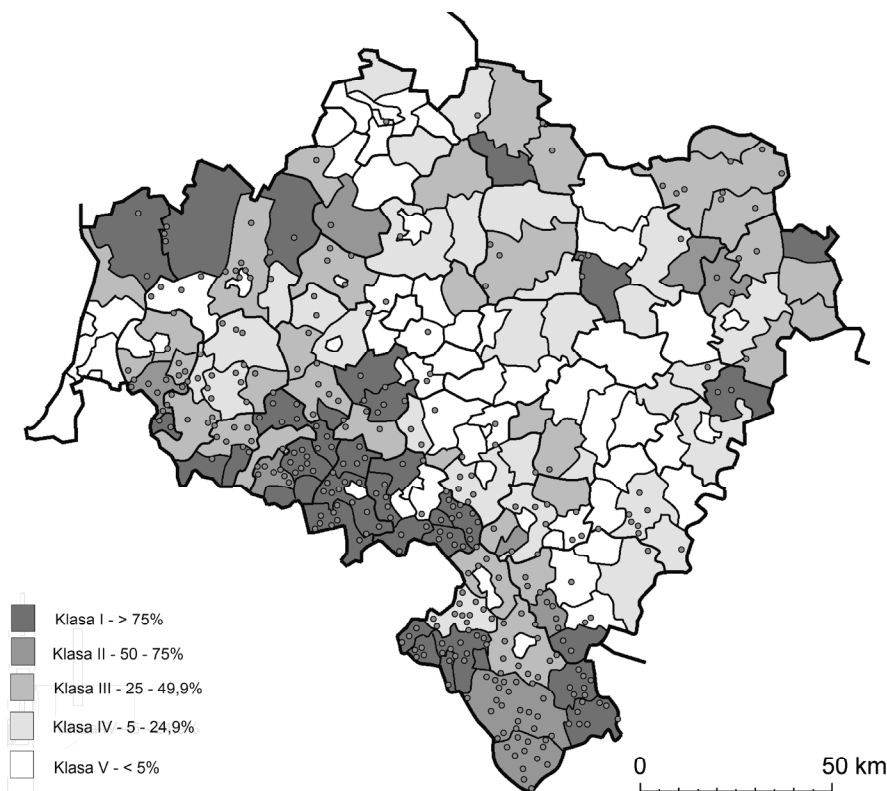 Klasa I - > 75%
Klasa II - 50 - 75%
Klasa III - 25 - 49,9%
Klasa IV - 5 - 24,9%
Klasa V - < 5%
0 50 km